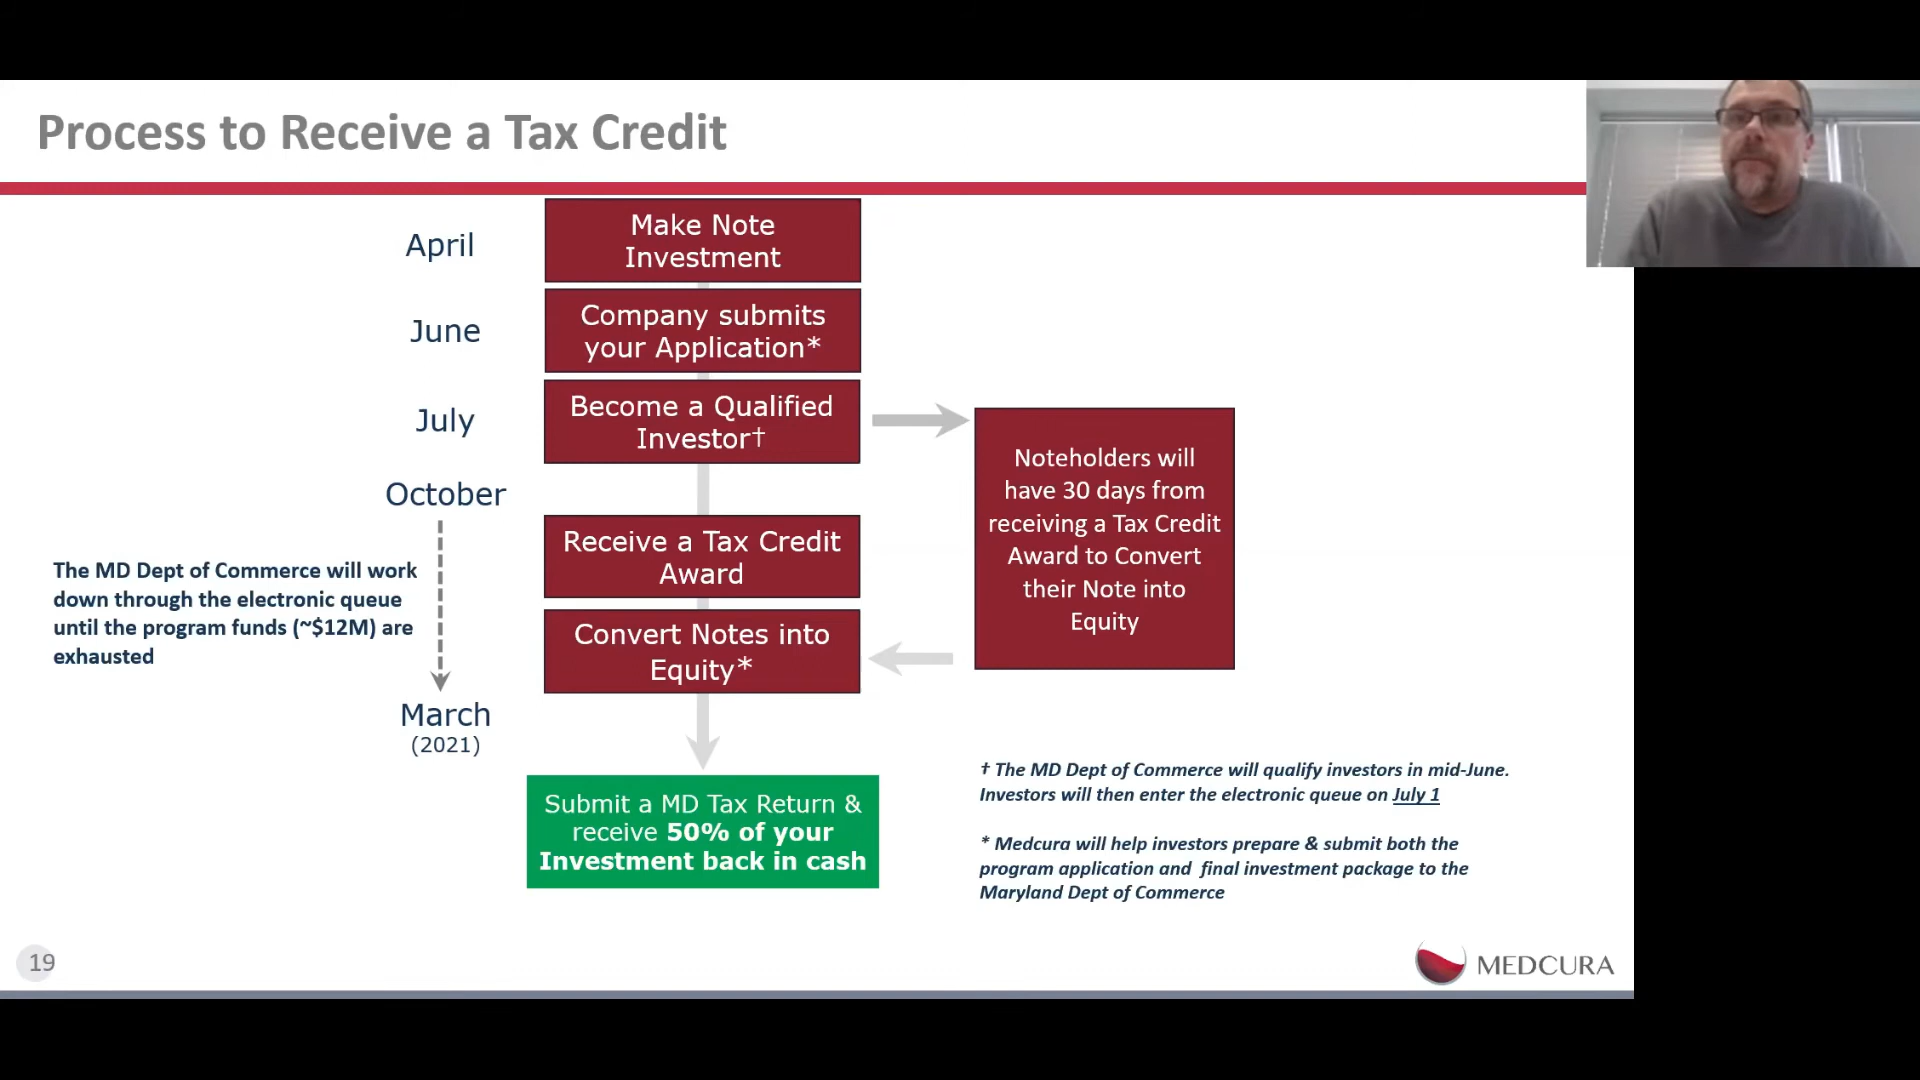 Process to Receive a Tax Credit
April
Make Note
Investment
June
Company submits
your Application*
July
Become a Qualified
Investor†
October
The MD Dept of Commerce will work
down through the electronic queue
until the program funds (~$12M) are
exhausted
Receive a Tax Credit
Award
Convert Notes into
Equity*
Noteholders will
have 30 days from
receiving a Tax Credit
Award to Convert
their Note into
Equity
March
(2021)
Submit a MD Tax Return &
receive 50% of your
Investment back in cash
† The MD Dept of Commerce will qualify investors in mid-June.
Investors will then enter the electronic queue on July 1
* Medcura will help investors prepare & submit both the
program application and final investment package to the
Maryland Dept of Commerce
19
MEDCURA